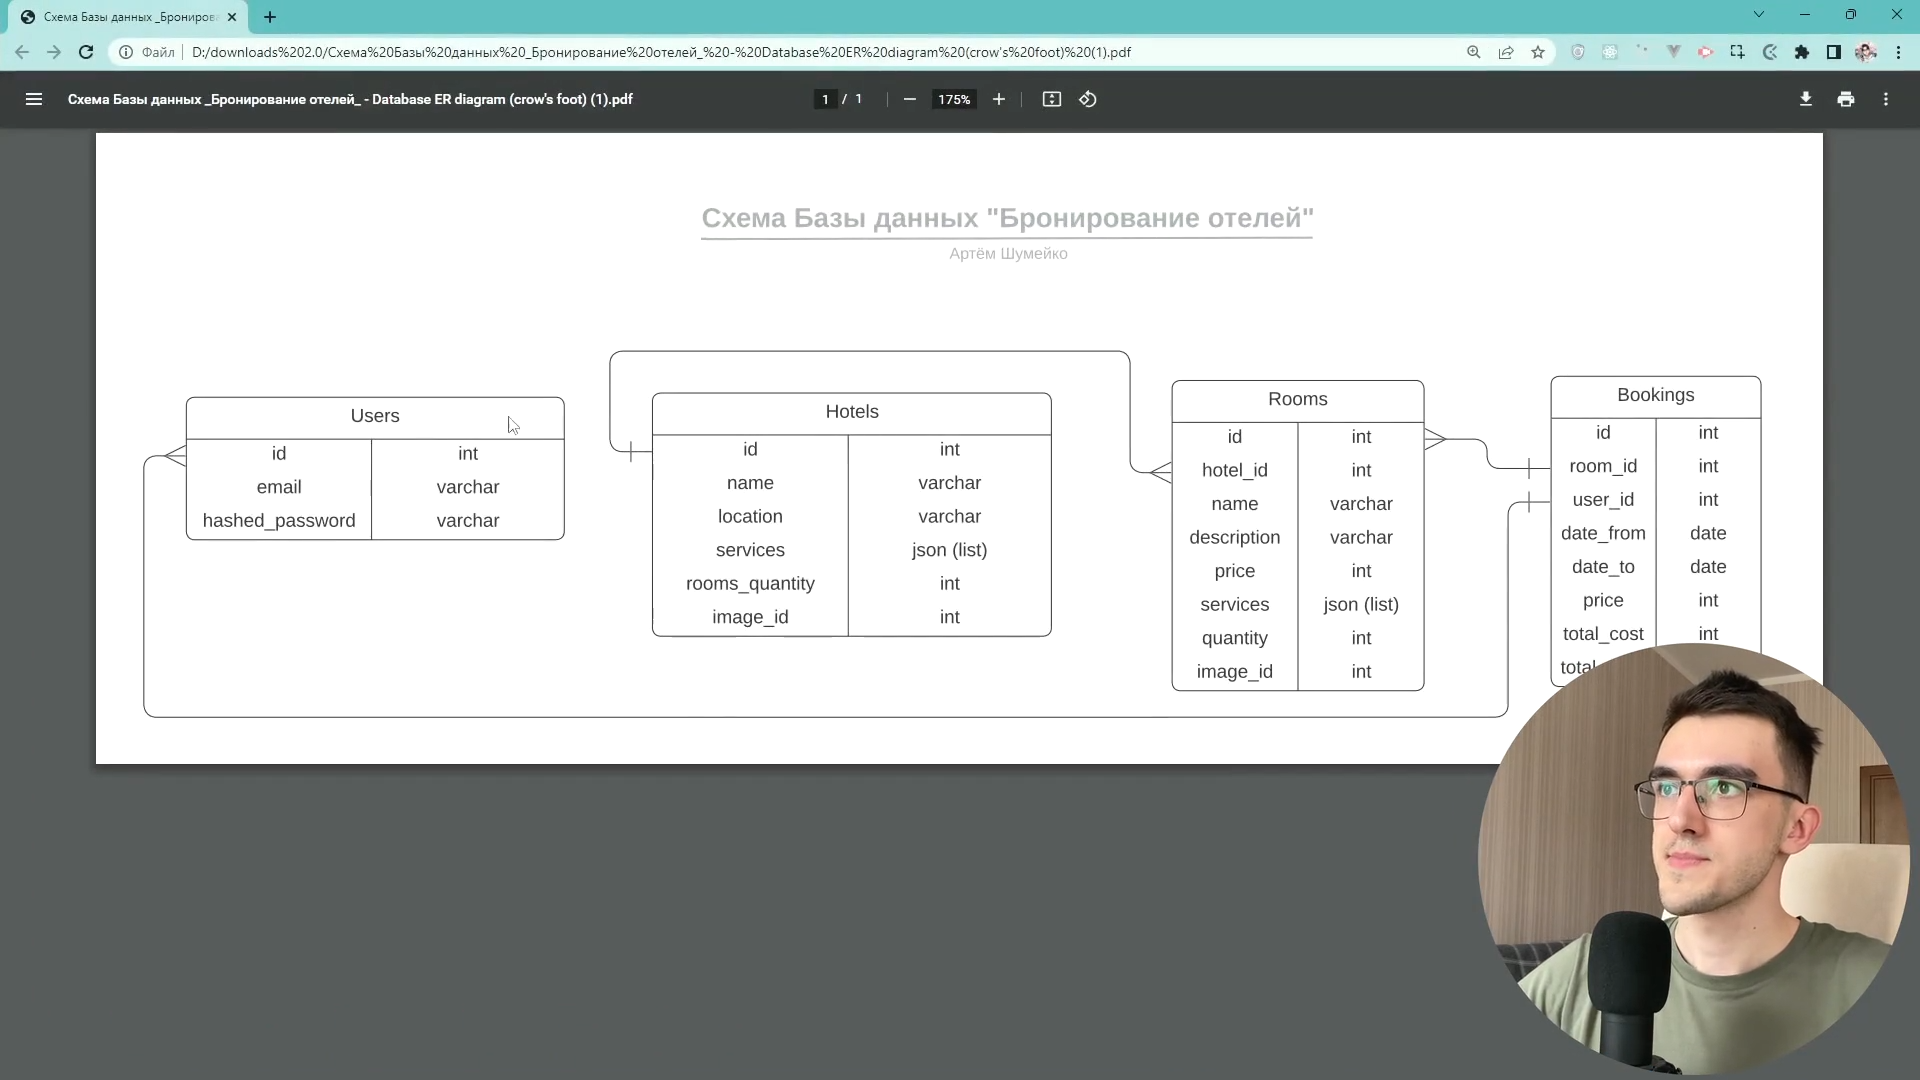 Схема Базы данных _Бронирова
Файл
D:/downloads%202.0/Схема%20Базы%20данных%20_Бронирование%20отелей_%20-%20Database%20ER%20diagram%20(crow's%20foot)%20(1).pdf
Схема Базы данных _Бронирование отелей_ - Database ER diagram (crow's foot) (1).pdf
1 / 1
175%
Схема Базы данных "Бронирование отелей"
Артём Шумейко
Users
id int
email varchar
hashed_password varchar
Hotels
id int
name varchar
location varchar
services json (list)
rooms_quantity int
image_id int
Rooms
id int
hotel_id int
name varchar
description varchar
price int
services json (list)
quantity int
image_id int
Bookings
id int
room_id int
user_id int
date_from date
date_to date
price int
total_cost int